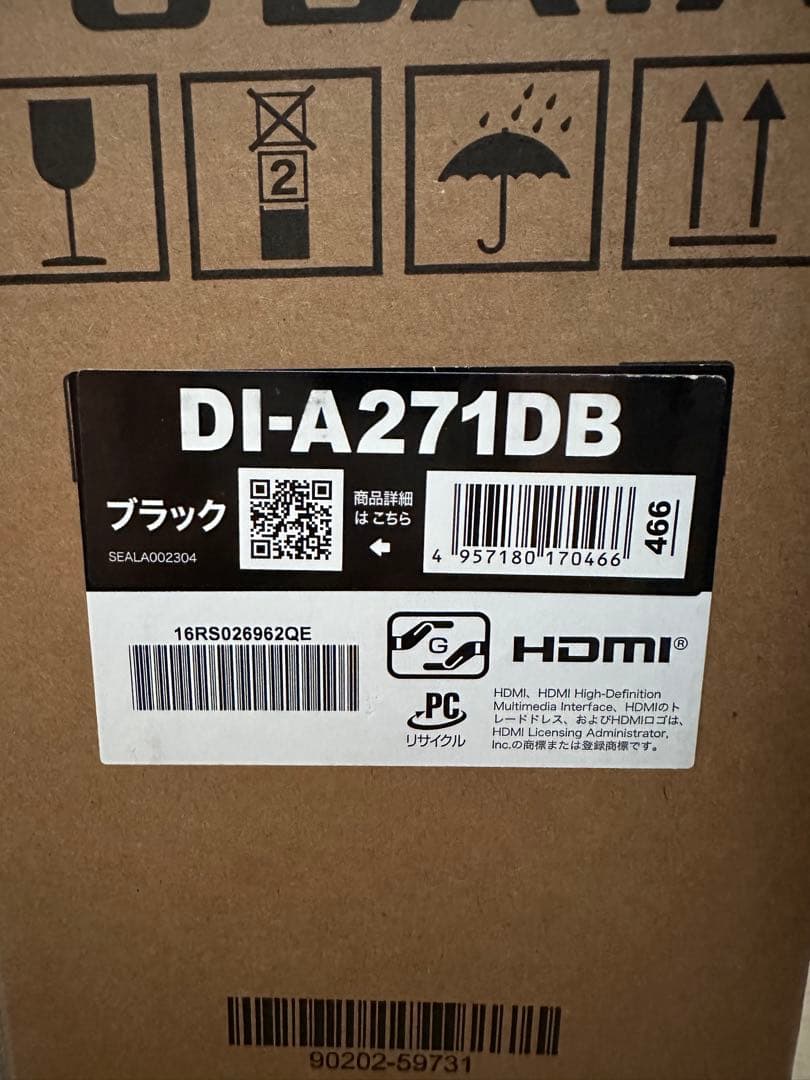 2
DI-A271DB
ブラック
SEALA002304
商品詳細
は こちら
4 957180 170466
466
16RS026962QE
G
HDMI®
PC
リサイクル
HDMI、HDMI High-Definition
Multimedia Interface、HDMIのト
レードドレス、およびHDMIロゴは、
HDMI Licensing Administrator,
Inc.の商標または登録商標です。
90202-59731